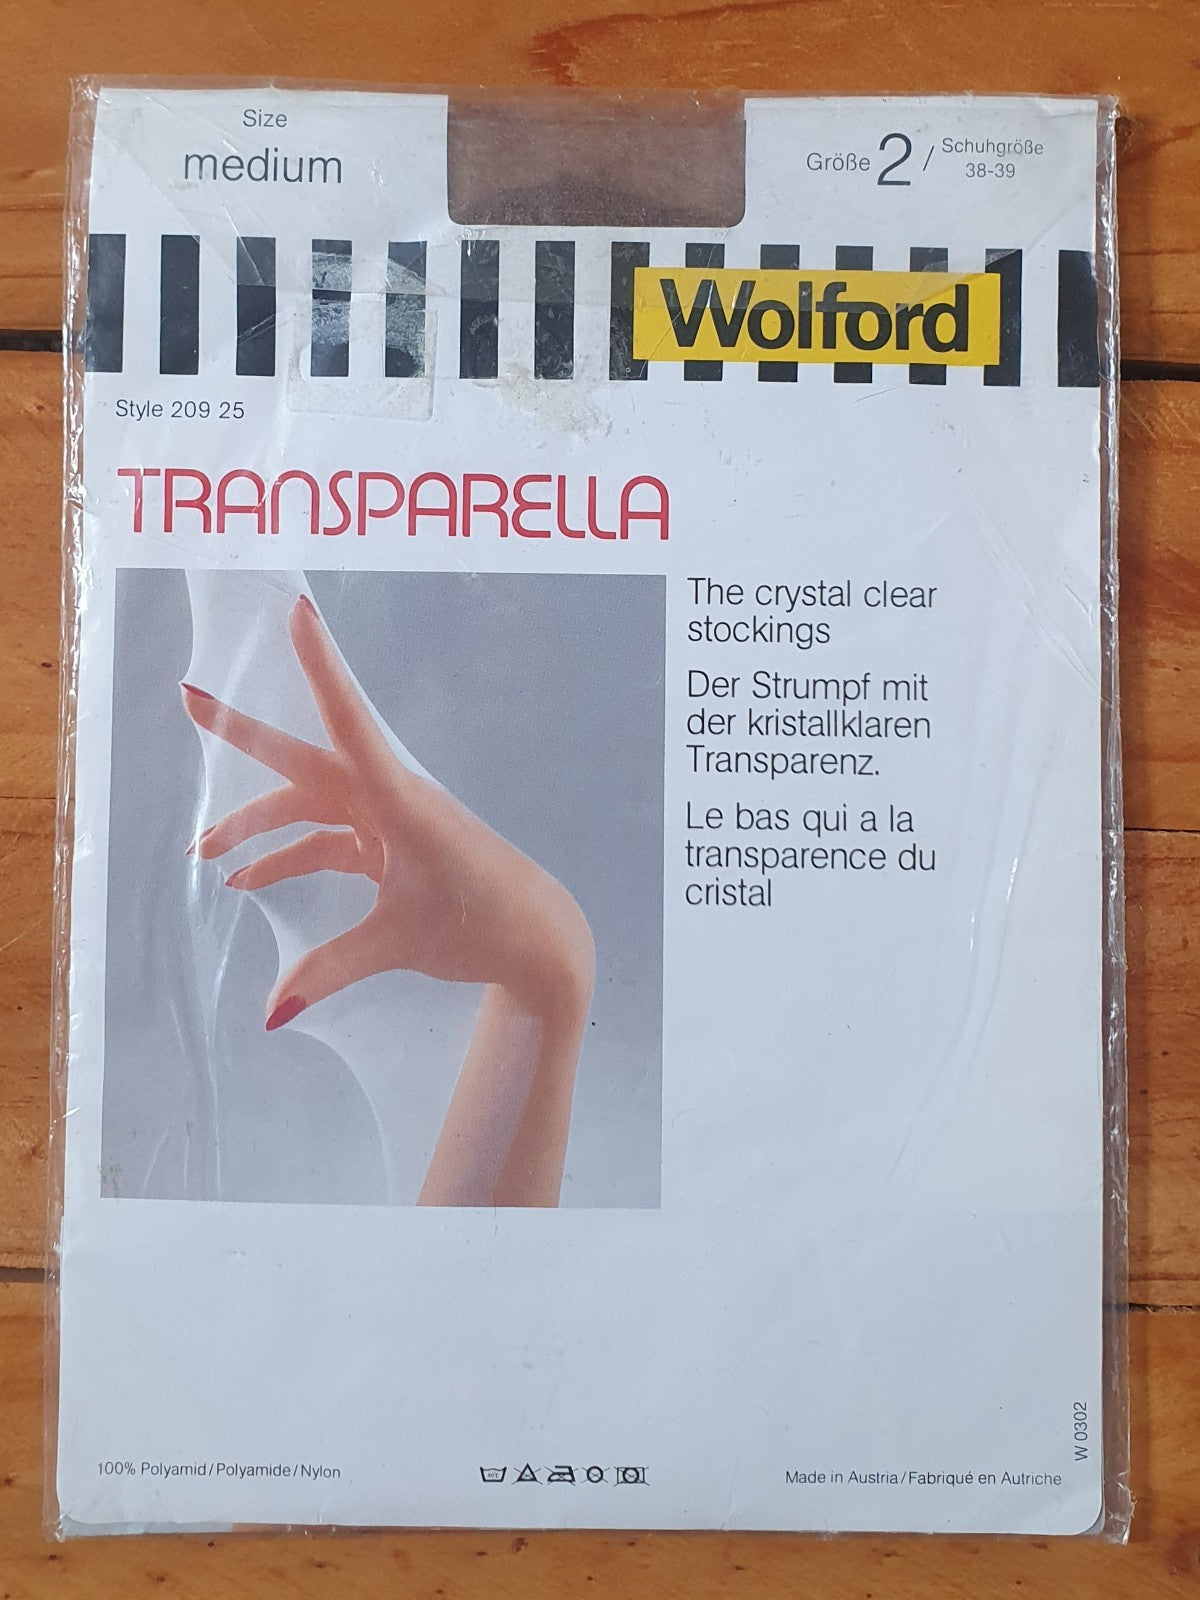 Size
medium
Größe 2 / Schuhgröße
38-39
Wolford
Style 209 25
TRANSPARELLA
The crystal clear
stockings
Der Strumpf mit
der kristallklaren
Transparenz.
Le bas qui a la
transparence du
cristal
W 0302
100% Polyamid/Polyamide/Nylon
Made in Austria/Fabriqué en Autriche